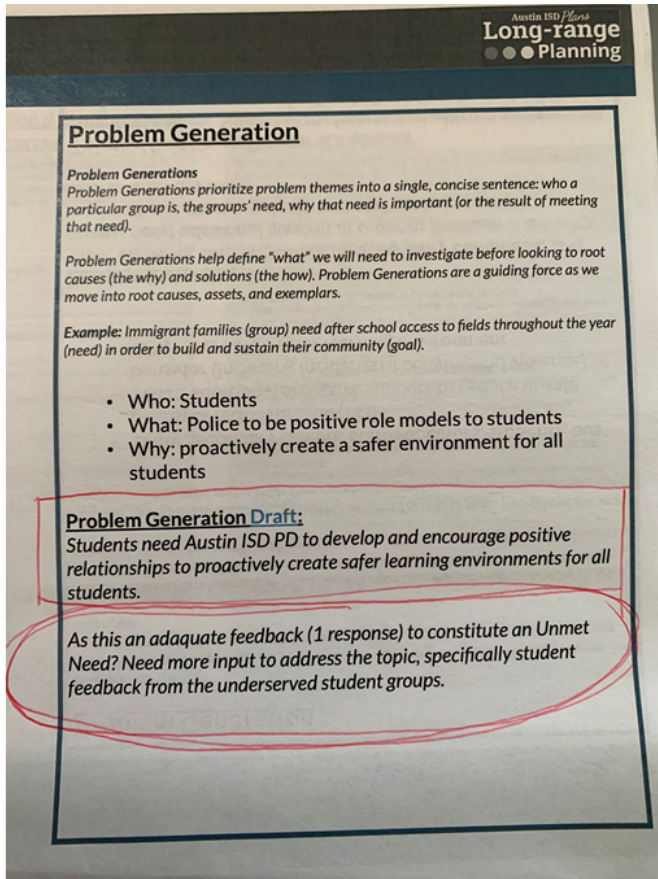 Austin ISD Plans
Long-range
Planning
Problem Generation
Problem Generations
Problem Generations prioritize problem themes into a single, concise sentence: who a
particular group is, the groups' need, why that need is important (or the result of meeting
that need).
Problem Generations help define "what" we will need to investigate before looking to root
causes (the why) and solutions (the how). Problem Generations are a guiding force as we
move into root causes, assets, and exemplars.
Example: Immigrant families (group) need after school access to fields throughout the year
(need) in order to build and sustain their community (goal).
• Who: Students
• What: Police to be positive role models to students
• Why: proactively create a safer environment for all
students
Problem Generation Draft:
Students need Austin ISD PD to develop and encourage positive
relationships to proactively create safer learning environments for all
students.
As this an adaquate feedback (1 response) to constitute an Unmet
Need? Need more input to address the topic, specifically student
feedback from the underserved student groups.